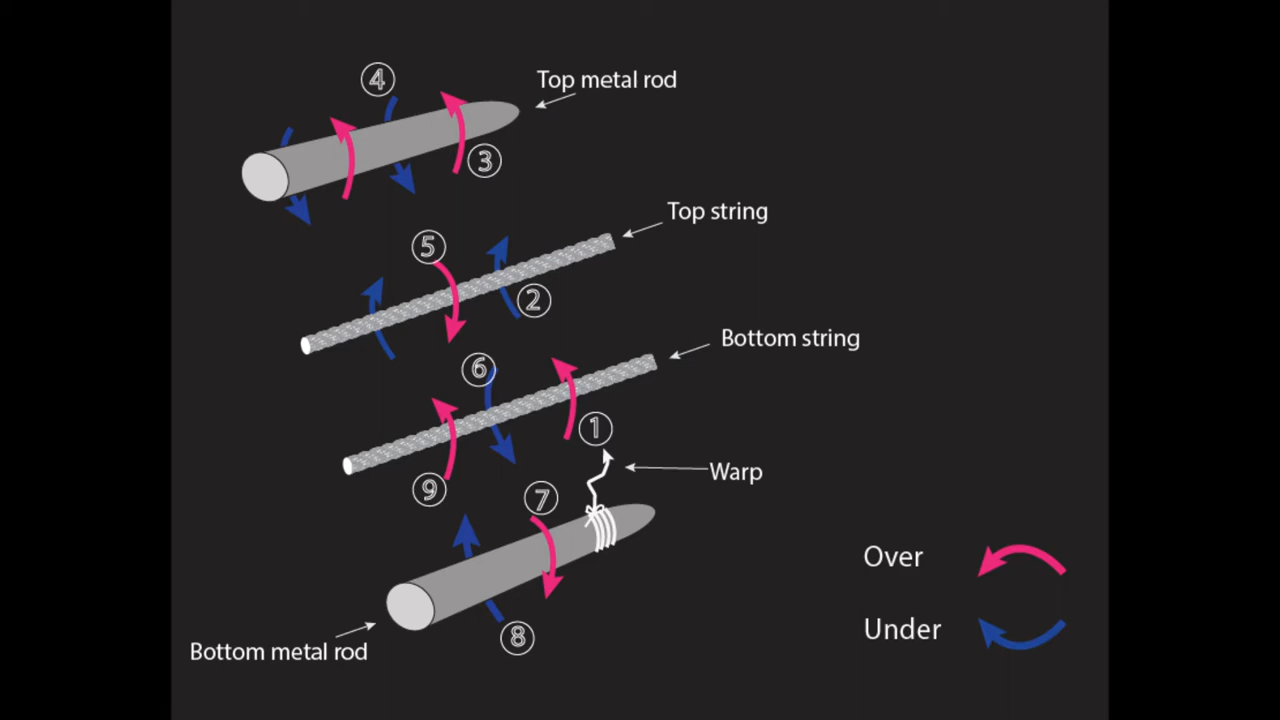 ④
Top metal rod
③
Top string
⑤
②
Bottom string
⑥
①
Warp
⑨
⑦
Over
Under
⑧
Bottom metal rod